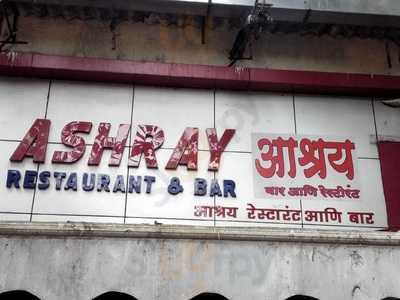 ASHRAY
RESTAURANT & BAR
आश्रय
बार आणि रेस्टॉरंट
आश्रय रेस्टारंट आणि बार